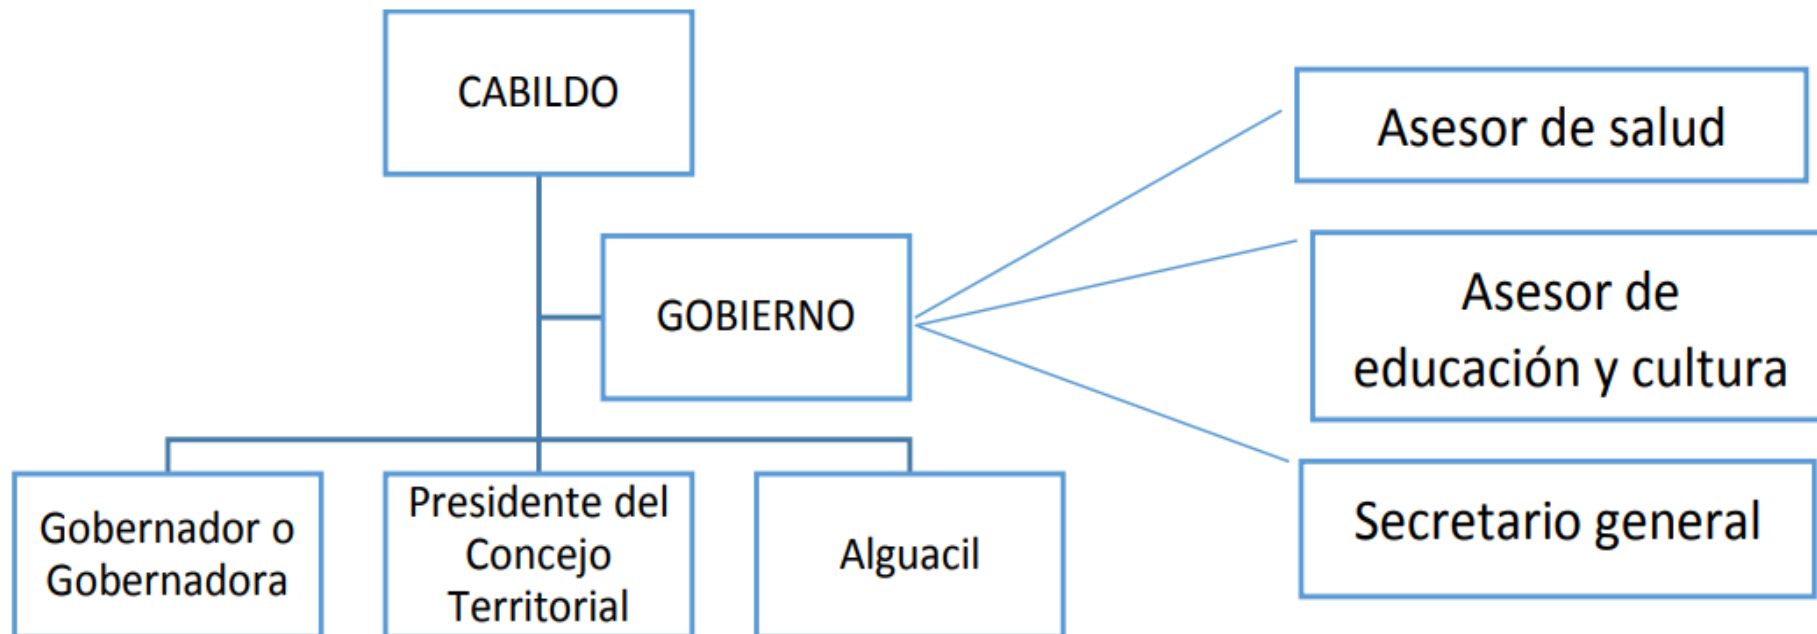 CABILDO
GOBIERNO
Asesor de salud
Asesor de
educación y cultura
Secretario general
Gobernador o
Gobernadora
Presidente del
Concejo
Territorial
Alguacil